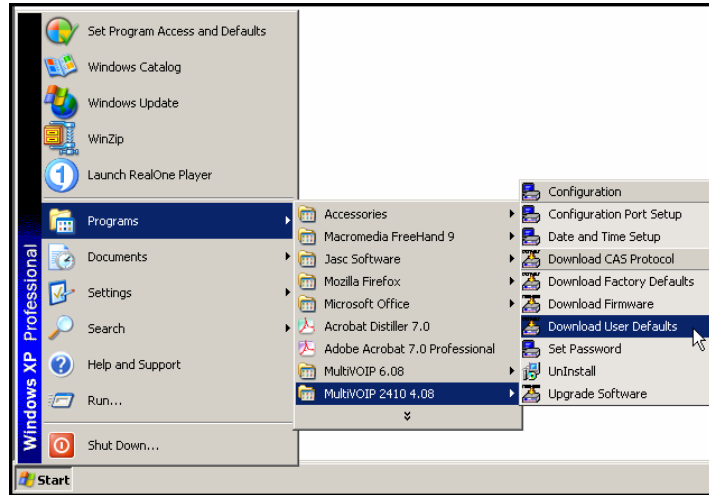 Set Program Access and Defaults
Windows Catalog
Windows Update
WinZip
Launch RealOne Player
Programs
Documents
Settings
Search
Help and Support
Run...
Shut Down...
Windows XP Professional
Start
Accessories
Macromedia FreeHand 9
Jasc Software
Mozilla Firefox
Microsoft Office
Acrobat Distiller 7.0
Adobe Acrobat 7.0 Professional
MultiVOIP 6.08
MultiVOIP 2410 4.08
Configuration
Configuration Port Setup
Date and Time Setup
Download CAS Protocol
Download Factory Defaults
Download Firmware
Download User Defaults
Set Password
UnInstall
Upgrade Software